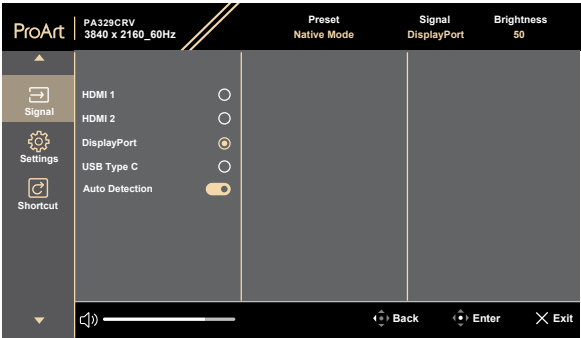 ProArt
PA329CRV
3840 x 2160_60Hz
Preset
Native Mode
Signal
DisplayPort
Brightness
50
Signal
Settings
Shortcut
HDMI 1
HDMI 2
DisplayPort
USB Type C
Auto Detection
Back
Enter
Exit